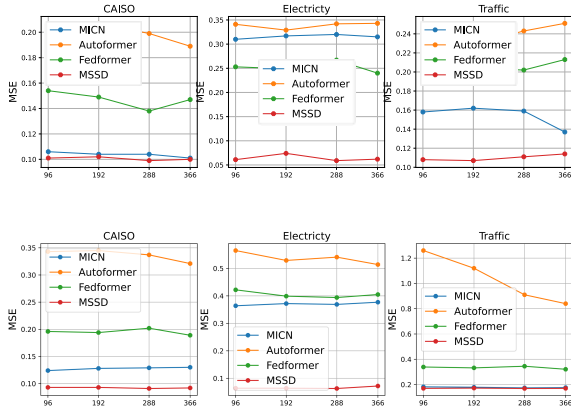 CAISO
MSE
0.20
0.18
0.16
0.14
0.12
0.10
MICN
Autoformer
Fedformer
MSSD
96
192
288
366
Electricity
MSE
0.35
0.30
0.25
0.20
0.15
0.10
0.05
MICN
Autoformer
Fedformer
MSSD
96
192
288
366
Traffic
MSE
0.24
0.22
0.20
0.18
0.16
0.14
0.12
0.10
MICN
Autoformer
Fedformer
MSSD
96
192
288
366
CAISO
MSE
0.35
0.30
0.25
0.20
0.15
0.10
MICN
Autoformer
Fedformer
MSSD
96
192
288
366
Electricty
MSE
0.5
0.4
0.3
0.2
0.1
MICN
Autoformer
Fedformer
MSSD
96
192
288
366
Traffic
MSE
1.2
1.0
0.8
0.6
0.4
0.2
MICN
Autoformer
Fedformer
MSSD
96
192
288
366